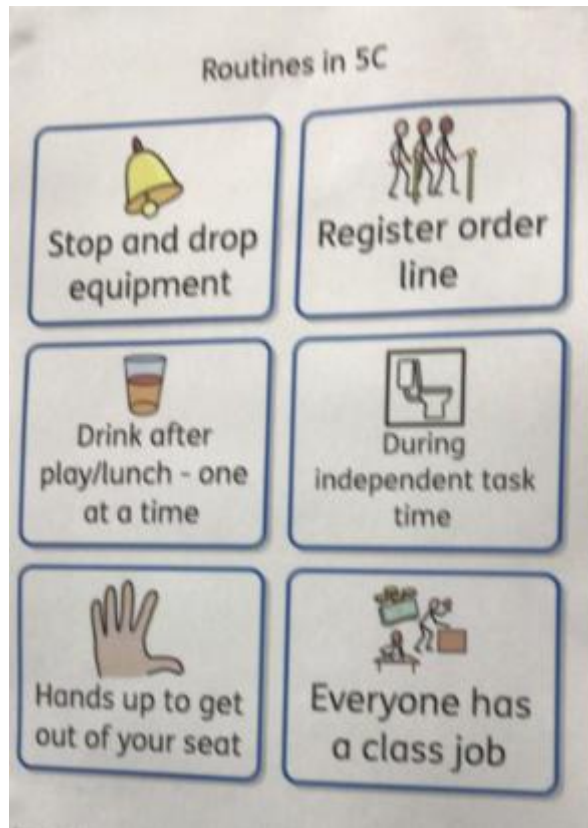 Routines in 5C
Stop and drop
equipment
Register order
line
Drink after
play/lunch - one
at a time
During
independent task
time
Hands up to get
out of your seat
Everyone has
a class job